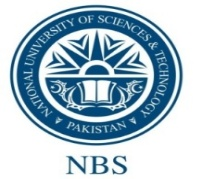 NATIONAL UNIVERSITY OF SCIENCES & TECHNOLOGY
PAKISTAN
NBS